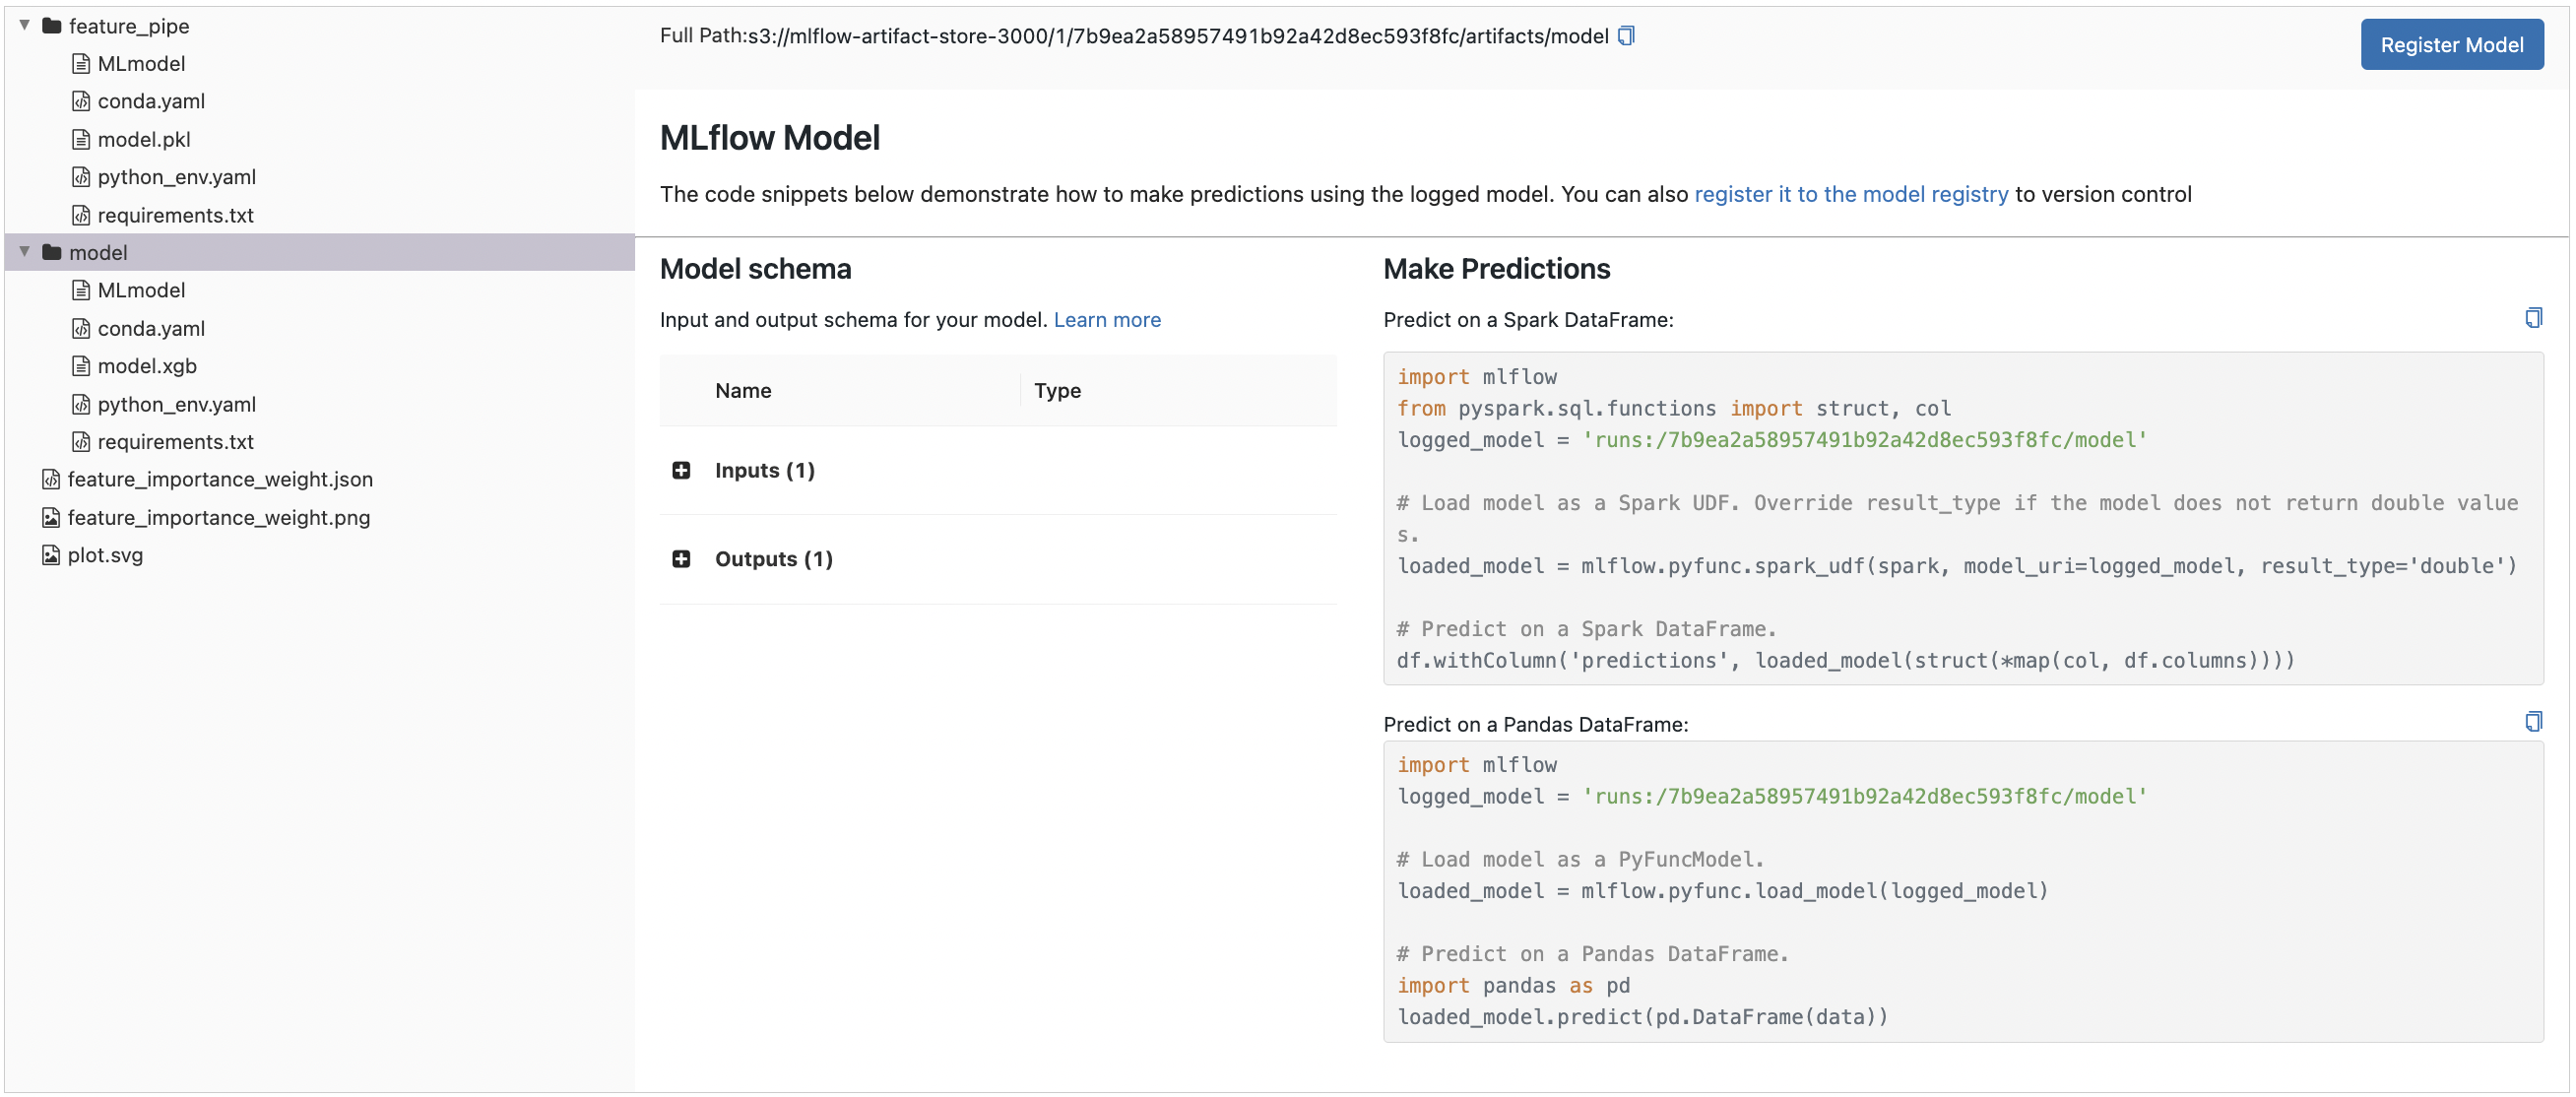 feature_pipe
MLmodel
conda.yaml
model.pkl
python_env.yaml
requirements.txt
model
MLmodel
conda.yaml
model.xgb
python_env.yaml
requirements.txt
feature_importance_weight.json
feature_importance_weight.png
plot.svg
Full Path:s3://mlflow-artifact-store-3000/1/7b9ea2a58957491b92a42d8ec593f8fc/artifacts/model
Register Model
MLflow Model
The code snippets below demonstrate how to make predictions using the logged model. You can also register it to the model registry to version control
Model schema
Input and output schema for your model. Learn more
Name Type
Inputs (1)
Outputs (1)
Make Predictions
Predict on a Spark DataFrame:
import mlflow
from pyspark.sql.functions import struct, col
logged_model = 'runs:/7b9ea2a58957491b92a42d8ec593f8fc/model'
# Load model as a Spark UDF. Override result_type if the model does not return double value
s.
loaded_model = mlflow.pyfunc.spark_udf(spark, model_uri=logged_model, result_type='double')
# Predict on a Spark DataFrame.
df.withColumn('predictions', loaded_model(struct(*map(col, df.columns))))
Predict on a Pandas DataFrame:
import mlflow
logged_model = 'runs:/7b9ea2a58957491b92a42d8ec593f8fc/model'
# Load model as a PyFuncModel.
loaded_model = mlflow.pyfunc.load_model(logged_model)
# Predict on a Pandas DataFrame.
import pandas as pd
loaded_model.predict(pd.DataFrame(data))